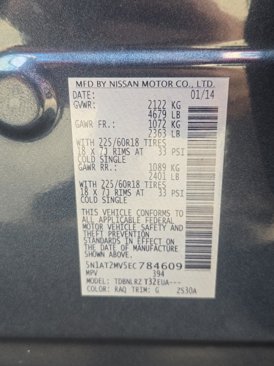 MFD BY NISSAN MOTOR CO., LTD.
DATE: 01/14
GVWR: 2122 KG
4679 LB
GAWR FR.: 1072 KG
2363 LB
WITH 225/60R18 TIRES
18 X 7J RIMS AT 33 PSI
COLD SINGLE
GAWR RR.: 1089 KG
2401 LB
WITH 225/60R18 TIRES
18 X 7J RIMS AT 33 PSI
COLD SINGLE
THIS VEHICLE CONFORMS TO
ALL APPLICABLE FEDERAL
MOTOR VEHICLE SAFETY
STANDARDS IN EFFECT ON
THE DATE OF MANUFACTURE
SHOWN ABOVE
5N1AT2MV5EC784609
MPV 394
MODEL: TDBNLRZ T32EUA---
COLOR: RAQ TRIM: G 2S30A